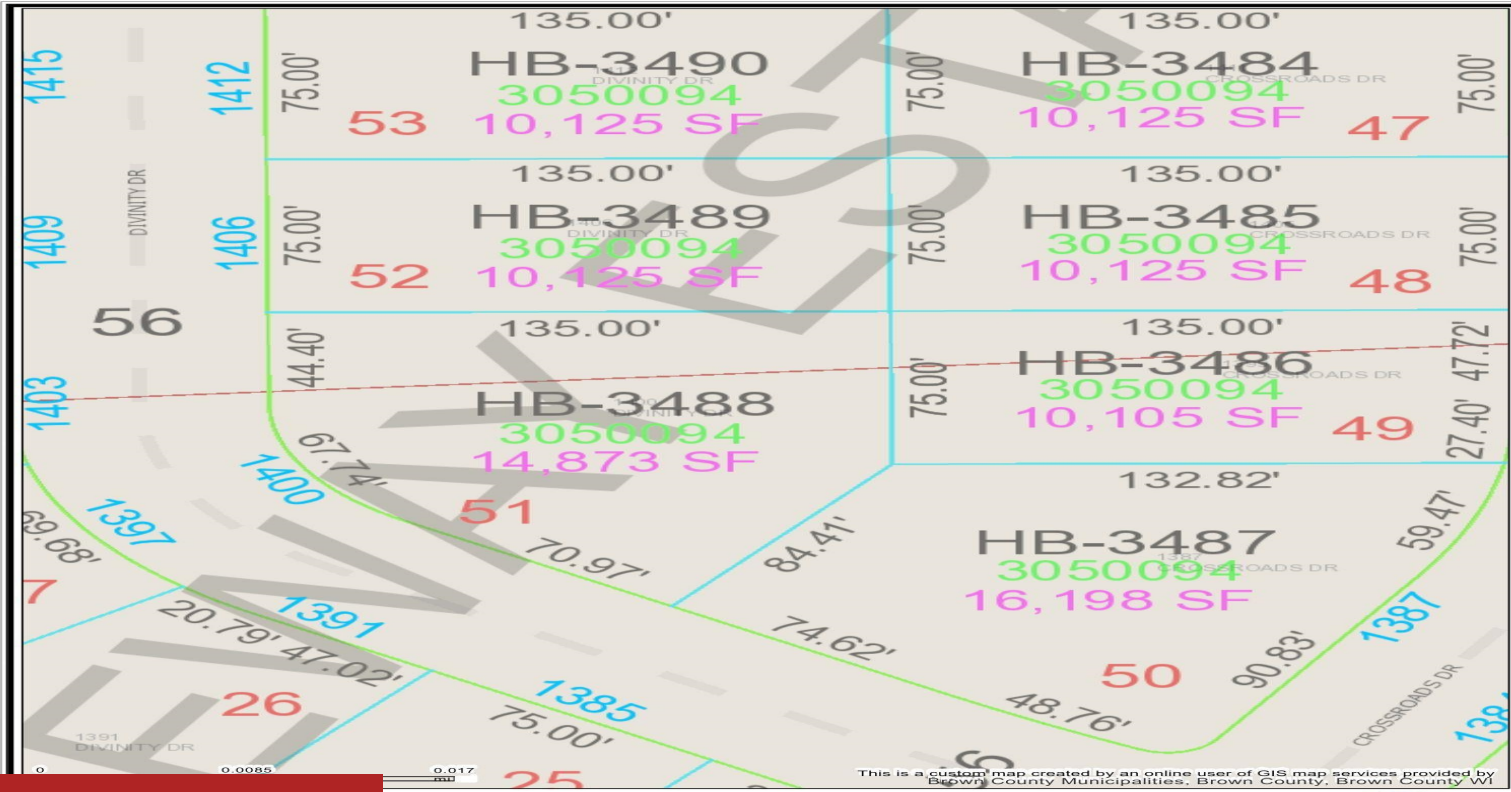 135.00'
135.00'
1415
1412
75.00'
HB-3490
DIVINITY DR
3050094
53
10,125 SF
75.00'
HB-3484
CROSSROADS DR
3050094
10,125 SF
47
75.00'
DIVINITY DR
135.00'
135.00'
1409
1406
75.00'
HB-3489
DIVINITY DR
3050094
52
10,125 SF
75.00'
HB-3485
CROSSROADS DR
3050094
10,125 SF
48
75.00'
56
135.00'
135.00'
1403
44.40'
HB-3488
DIVINITY DR
3050094
14,873 SF
51
75.00'
HB-3486
CROSSROADS DR
3050094
10,105 SF
49
47.72'
27.40'
67.74'
1400
70.97'
84.41'
132.82'
HB-3487
1387
CROSSROADS DR
3050094
16,198 SF
59.47'
1387
1397
69.68'
7
20.79'
47.02'
1391
74.62'
50
90.83'
48.76'
26
1385
75.00'
CROSSROADS DR
1391
DIVINITY DR
25
0
0.0085
0.017
mi
This is a custom map created by an online user of GIS map services provided by
Brown County Municipalities, Brown County, Brown County WI